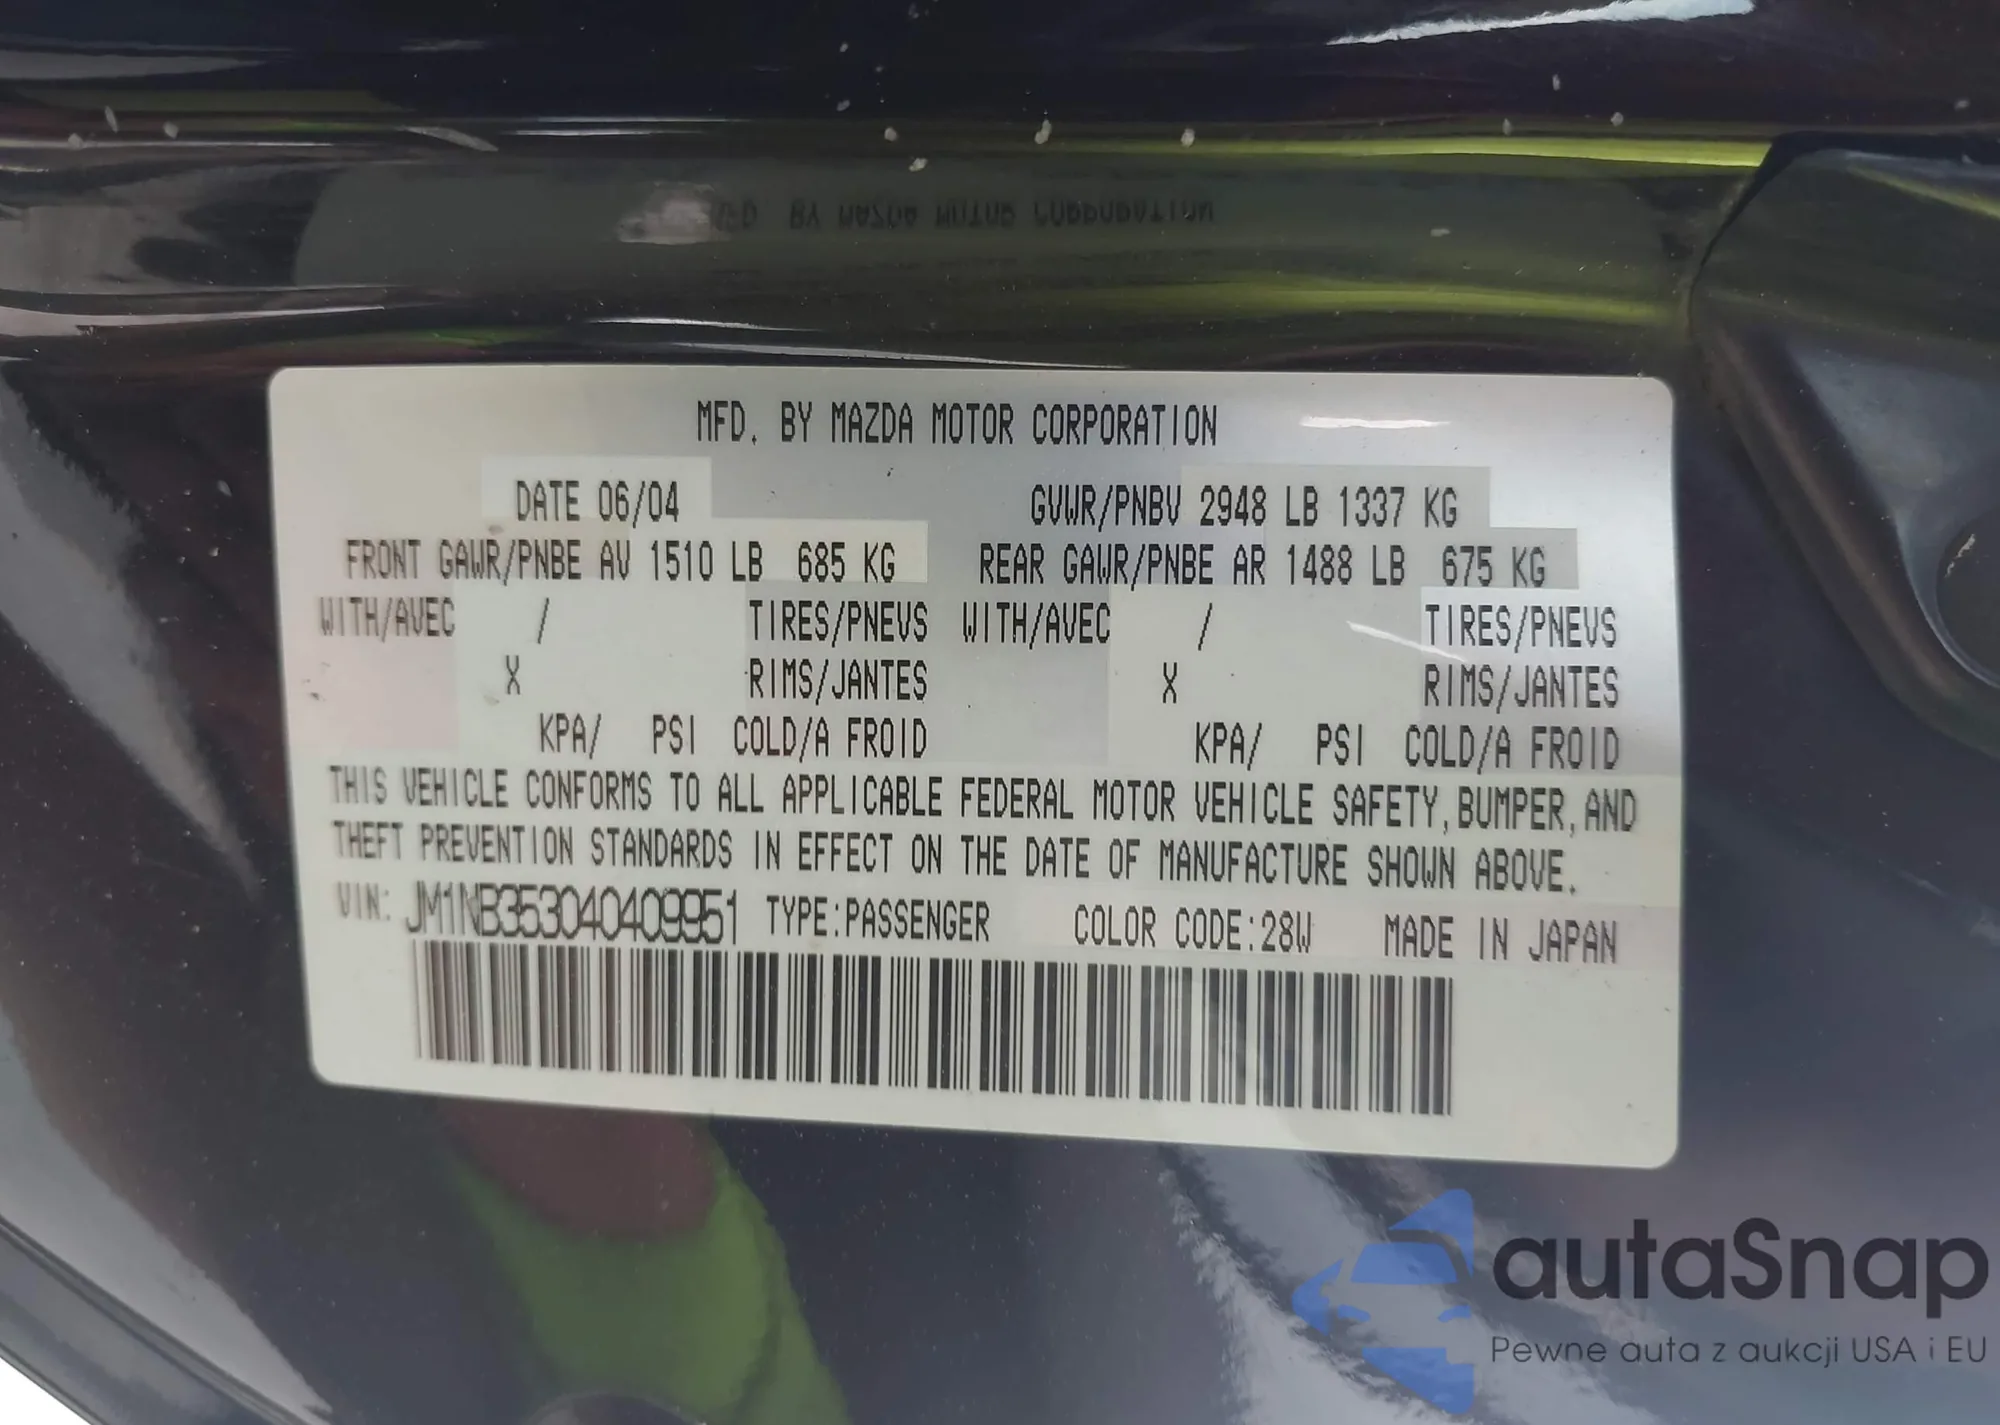 MFD. BY MAZDA MOTOR CORPORATION
DATE 06/04 GVWR/PNBV 2948 LB 1337 KG
FRONT GAWR/PNBE AV 1510 LB 685 KG REAR GAWR/PNBE AR 1488 LB 675 KG
WITH/AVEC / TIRES/PNEVS WITH/AVEC / TIRES/PNEVS
X RIMS/JANTES X RIMS/JANTES
KPA/ PSI COLD/A FROID KPA/ PSI COLD/A FROID
THIS VEHICLE CONFORMS TO ALL APPLICABLE FEDERAL MOTOR VEHICLE SAFETY, BUMPER, AND
THEFT PREVENTION STANDARDS IN EFFECT ON THE DATE OF MANUFACTURE SHOWN ABOVE.
VIN: JM1NB353040409951 TYPE:PASSENGER COLOR CODE:28W MADE IN JAPAN
autaSnap
Pewne auta z aukcji USA i EU